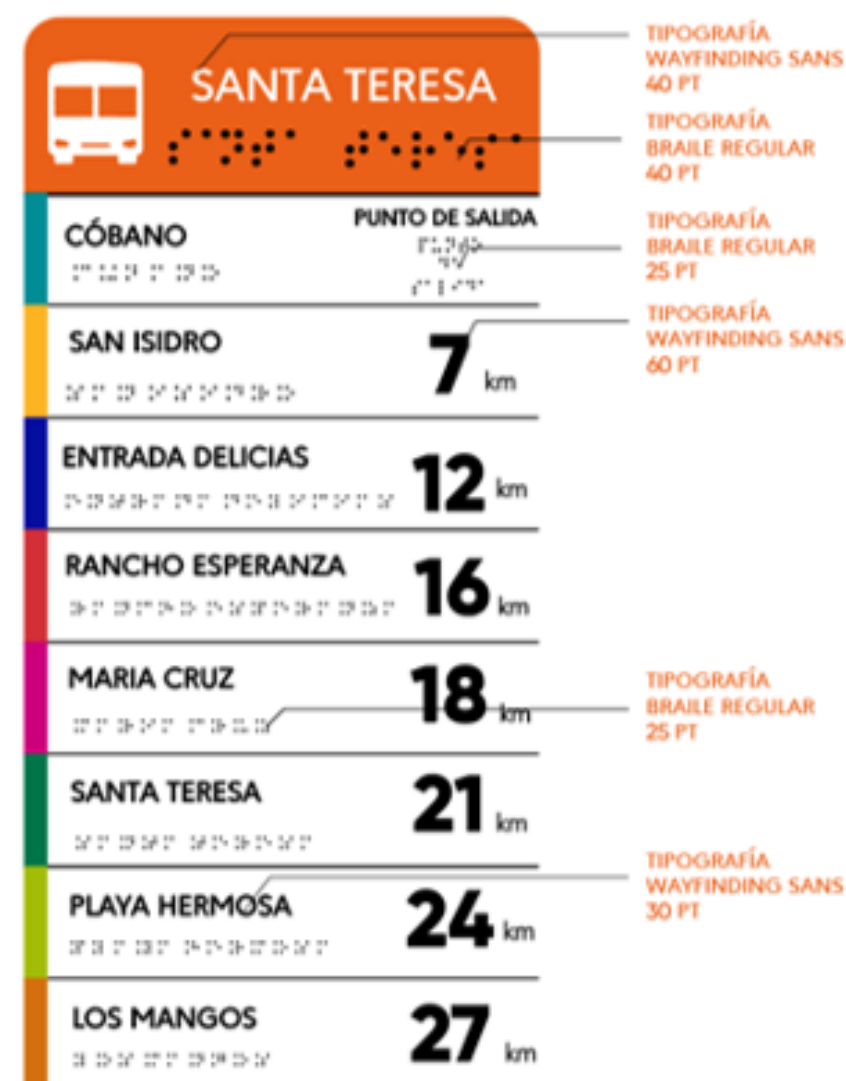 SANTA TERESA
⠎⠁⠝⠞⠁ ⠞⠑⠗⠑⠎⠁
CÓBANO
PUNTO DE SALIDA
SAN ISIDRO
7 km
ENTRADA DELICIAS
12 km
RANCHO ESPERANZA
16 km
MARIA CRUZ
18 km
SANTA TERESA
21 km
PLAYA HERMOSA
24 km
LOS MANGOS
27 km
TIPOGRAFÍA
WAYFINDING SANS
40 PT
TIPOGRAFÍA
BRAILE REGULAR
40 PT
TIPOGRAFÍA
BRAILE REGULAR
25 PT
TIPOGRAFÍA
WAYFINDING SANS
60 PT
TIPOGRAFÍA
BRAILE REGULAR
25 PT
TIPOGRAFÍA
WAYFINDING SANS
30 PT